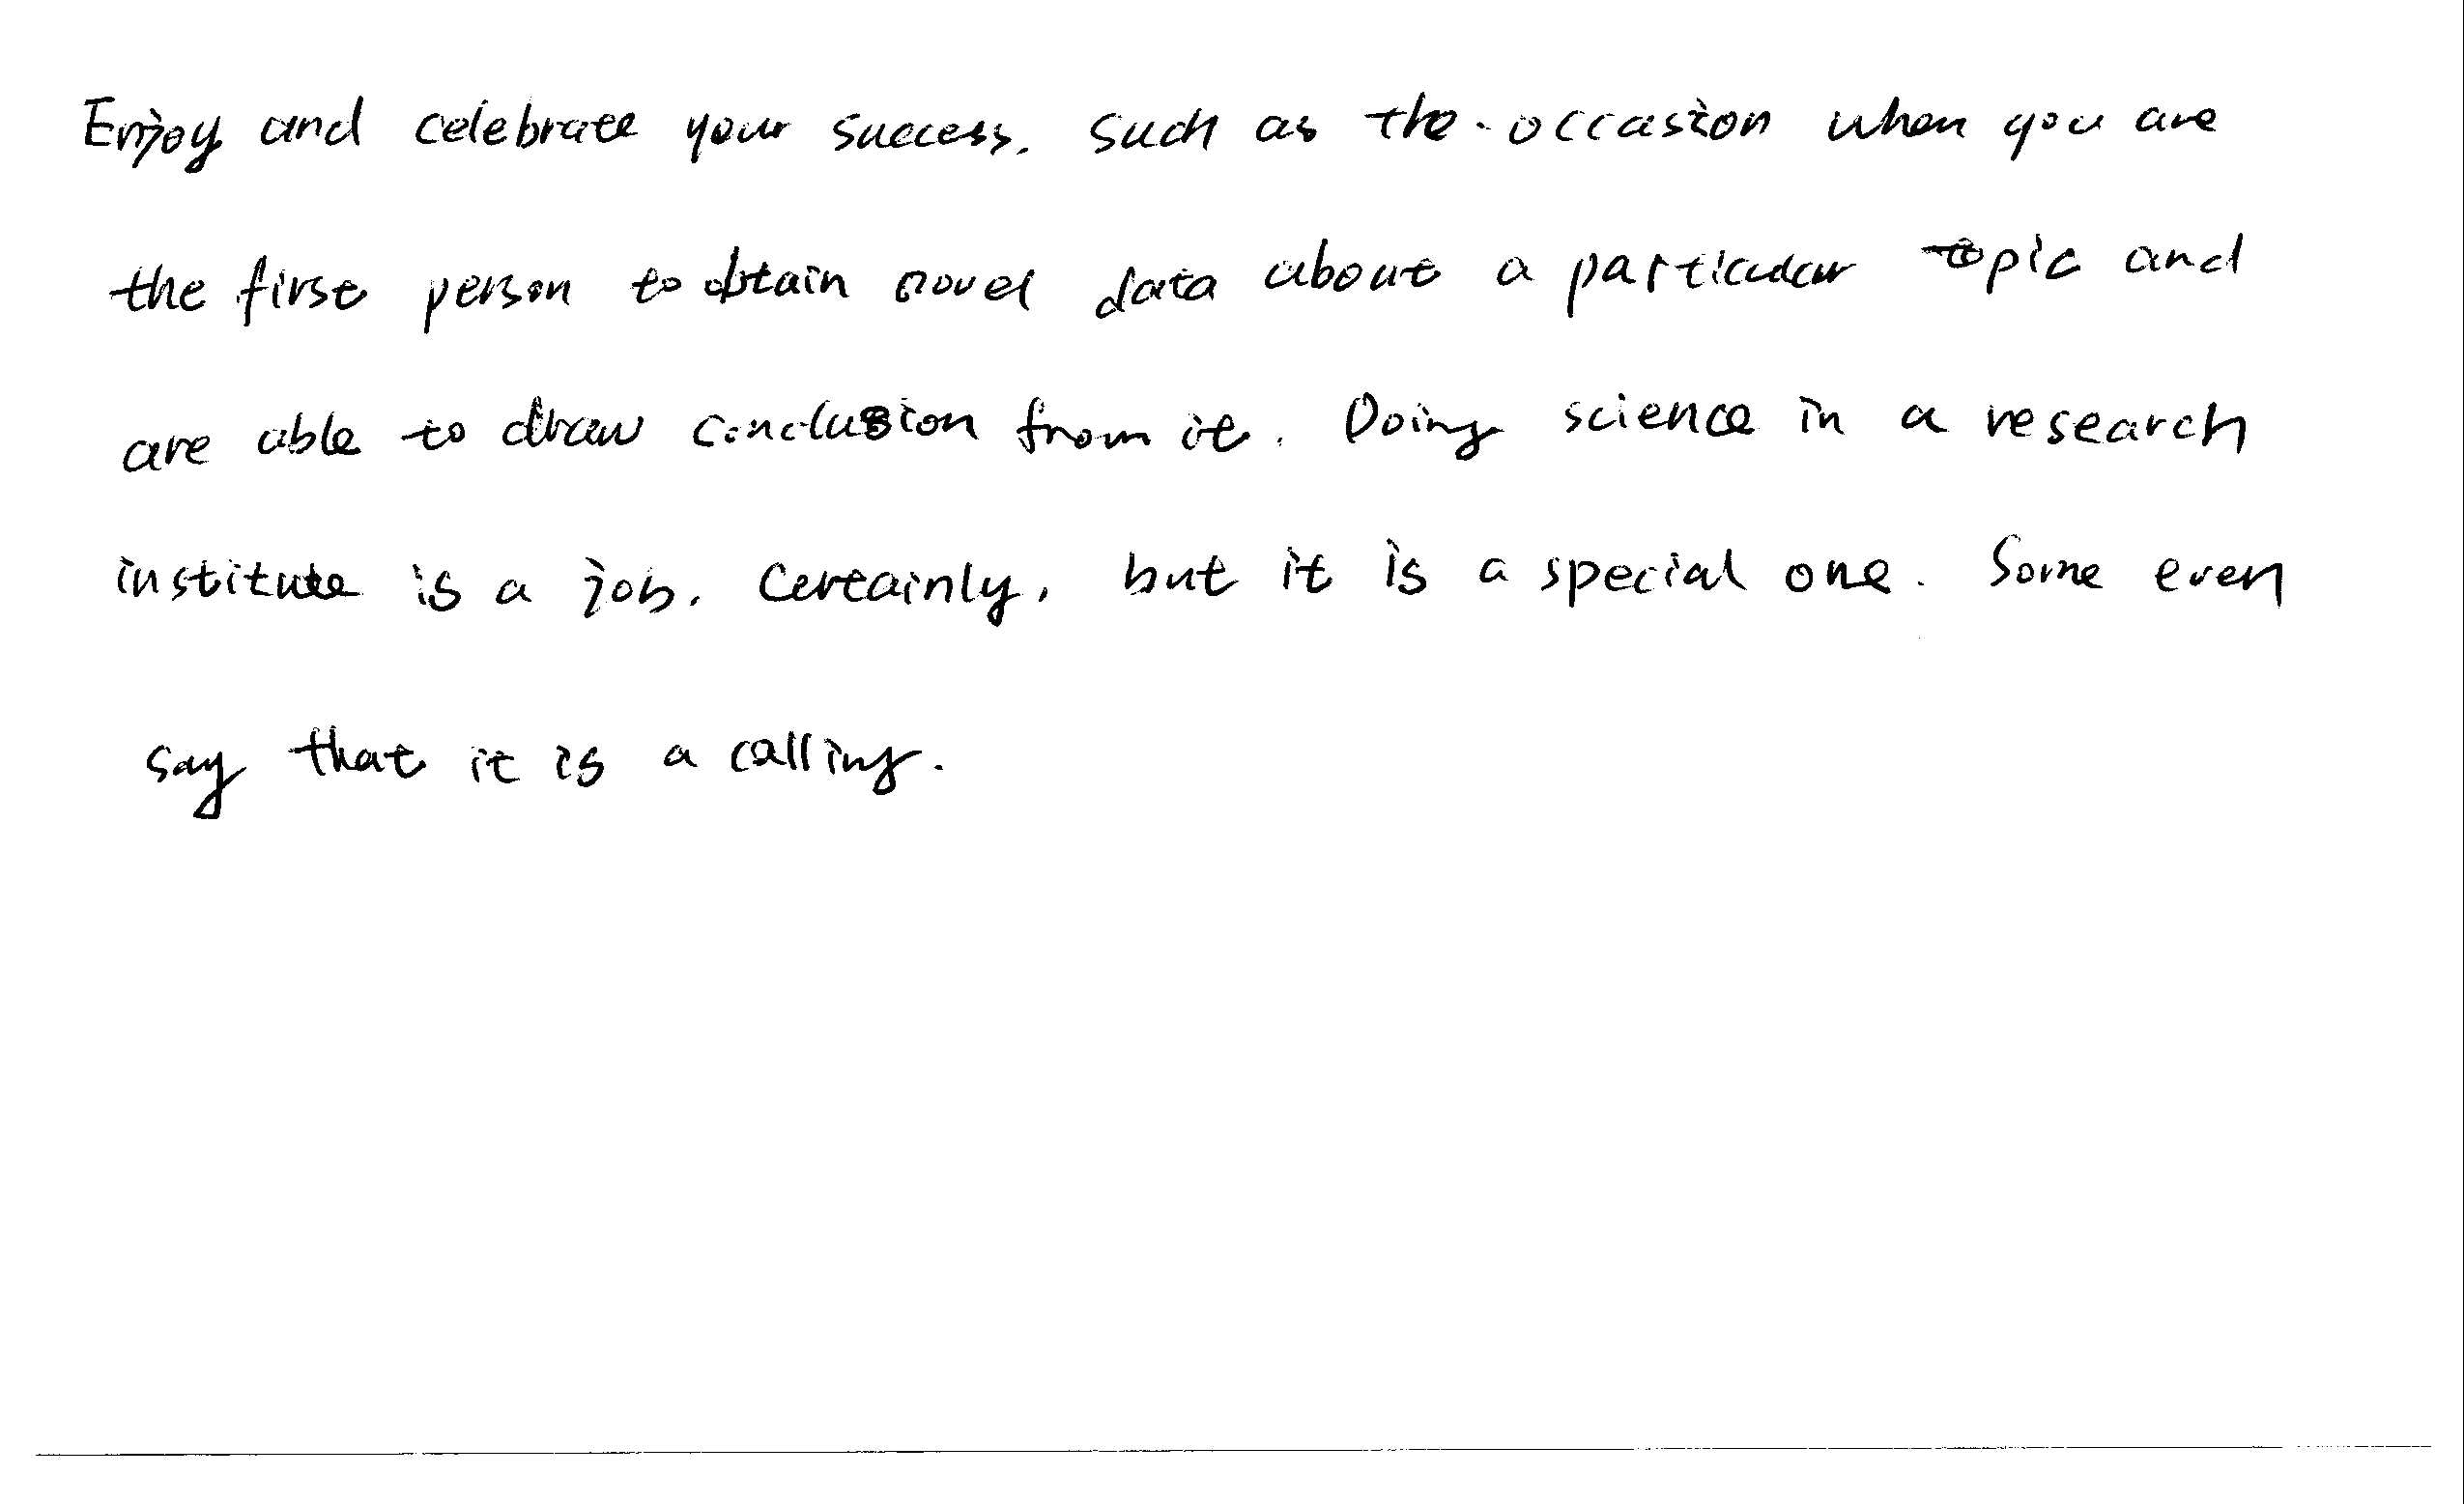 Enjoy and celebrate your success. such as the occasion when you are
the first person to obtain novel data about a particular topic and
are able to draw conclusion from it. Doing science in a research
institute is a job. Certainly, but it is a special one. Some even
say that it is a calling.